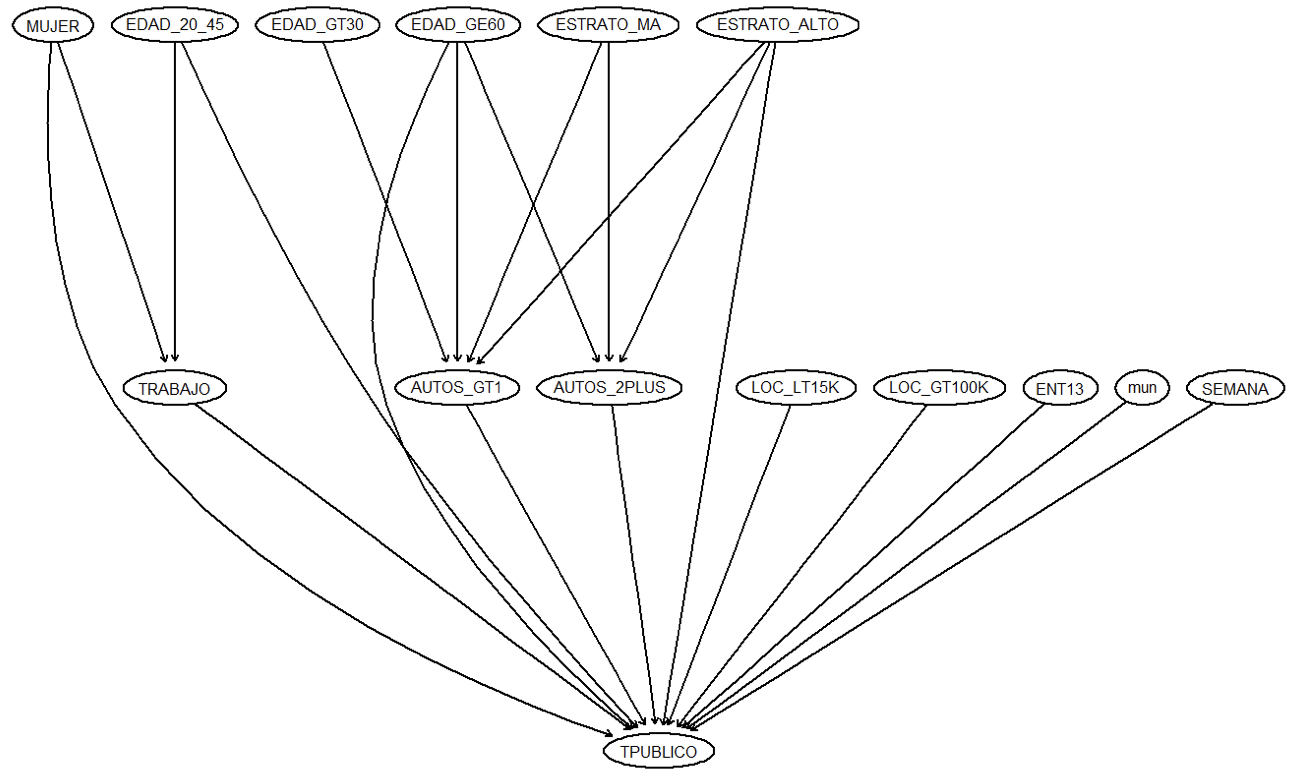 MUJER
EDAD_20_45
EDAD_GT30
EDAD_GE60
ESTRATO_MA
ESTRATO_ALTO
TRABAJO
AUTOS_GT1
AUTOS_2PLUS
LOC_LT15K
LOC_GT100K
ENT13
mun
SEMANA
TPUBLICO